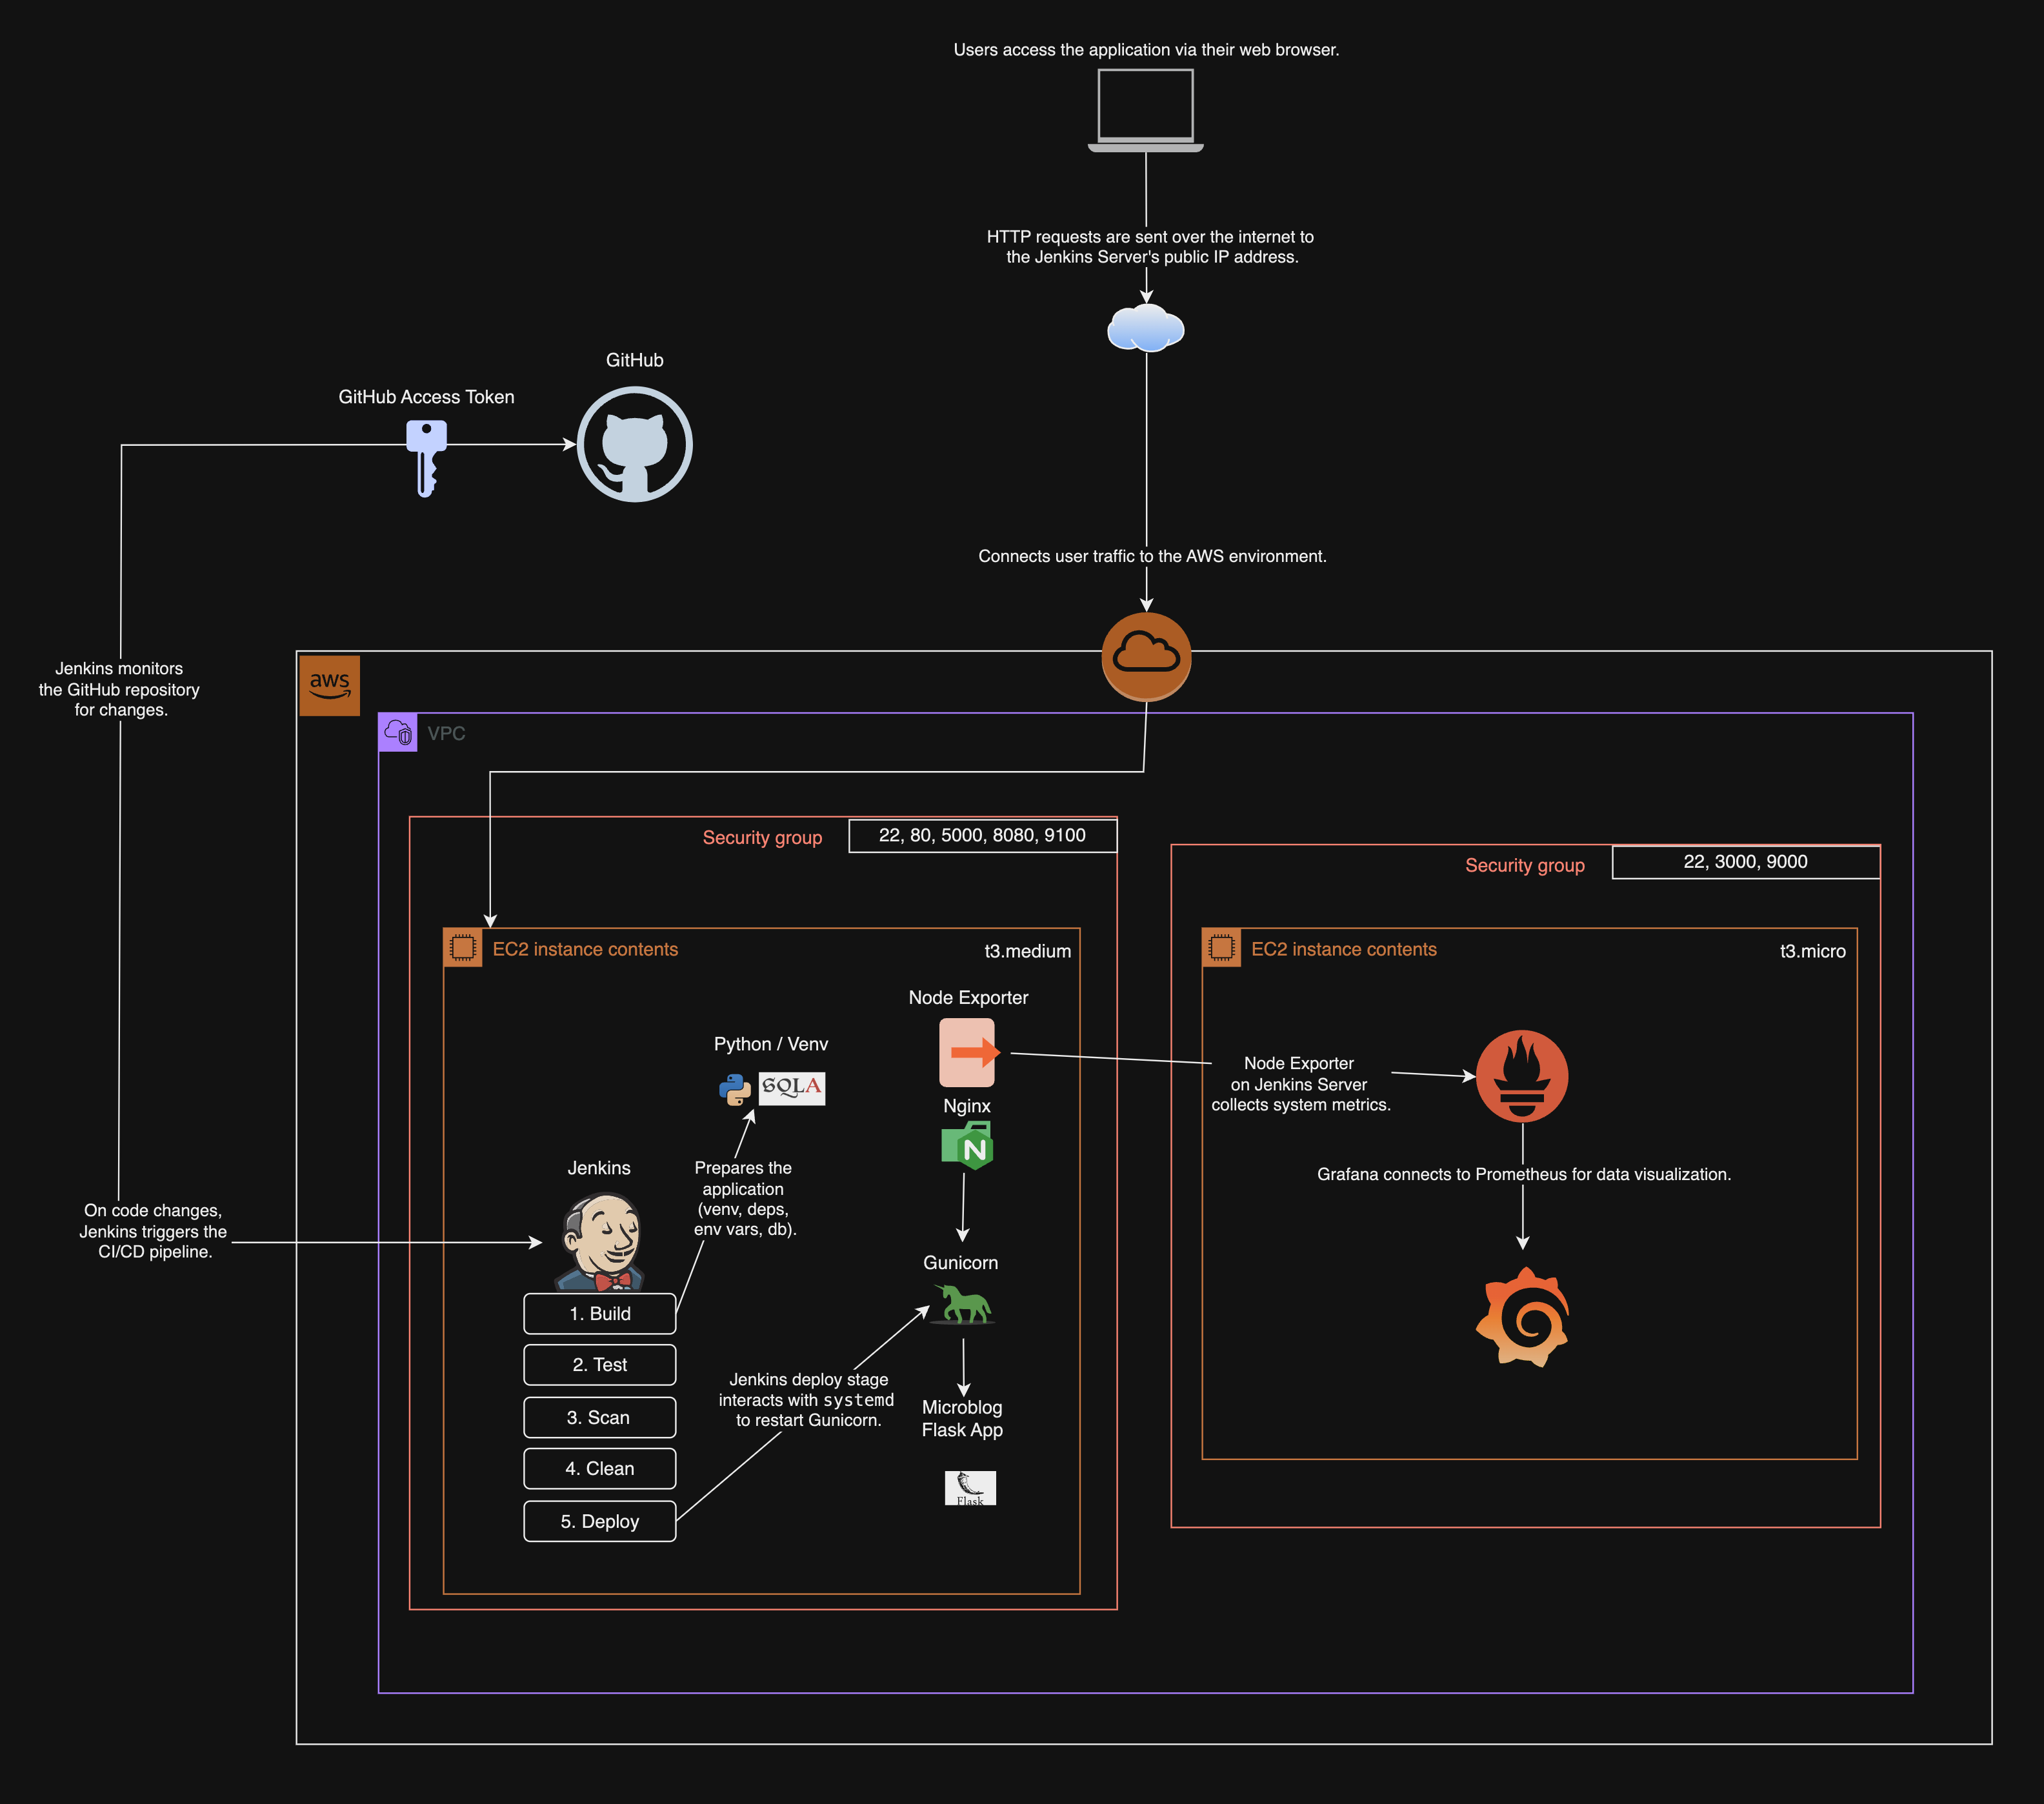 Users access the application via their web browser.
HTTP requests are sent over the internet to
the Jenkins Server's public IP address.
GitHub
GitHub Access Token
Connects user traffic to the AWS environment.
Jenkins monitors
the GitHub repository
for changes.
aws
VPC
Security group
22, 80, 5000, 8080, 9100
Security group
22, 3000, 9000
EC2 instance contents
t3.medium
EC2 instance contents
t3.micro
Node Exporter
Python / Venv
SQLA
Node Exporter
on Jenkins Server
collects system metrics.
Nginx
N
Jenkins
Prepares the
application
(venv, deps,
env vars, db).
Grafana connects to Prometheus for data visualization.
On code changes,
Jenkins triggers the
CI/CD pipeline.
Gunicorn
1. Build
2. Test
3. Scan
4. Clean
5. Deploy
Jenkins deploy stage
interacts with systemd
to restart Gunicorn.
Microblog
Flask App
Flask